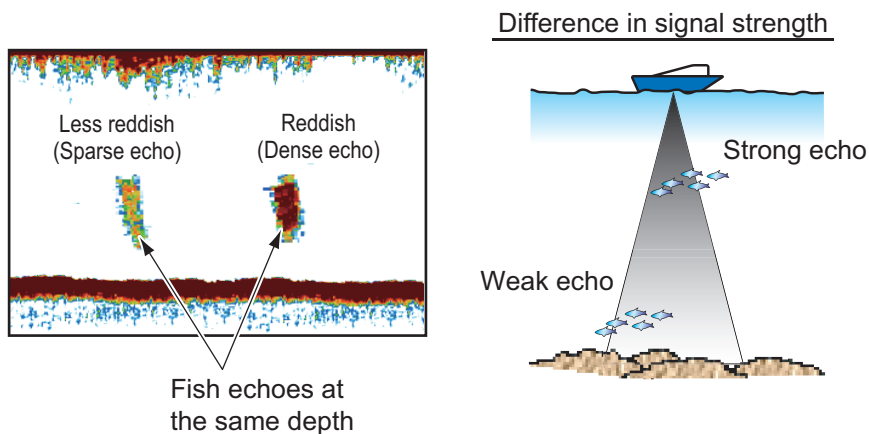 Difference in signal strength
Less reddish
(Sparse echo)
Reddish
(Dense echo)
Strong echo
Weak echo
Fish echoes at
the same depth